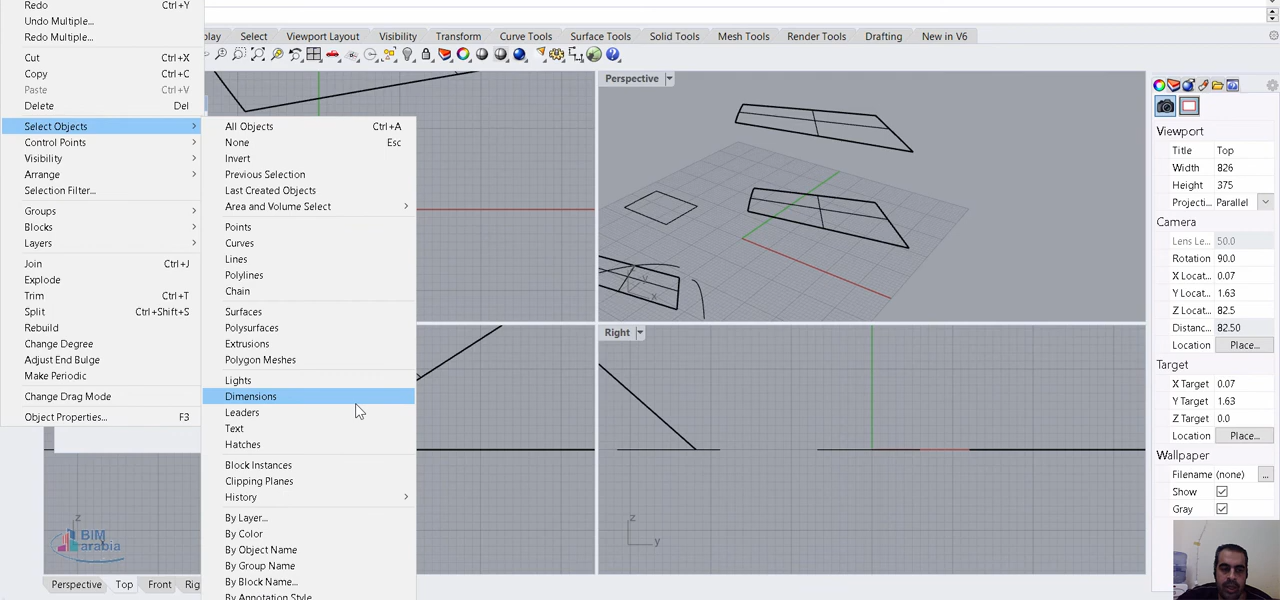 Redo Ctrl+Y
Undo Multiple...
Redo Multiple...
Cut Ctrl+X
Copy Ctrl+C
Paste Ctrl+V
Delete Del
Select Objects
Control Points
Visibility
Arrange
Selection Filter...
Groups
Blocks
Layers
Join Ctrl+J
Explode
Trim Ctrl+T
Split Ctrl+Shift+S
Rebuild
Change Degree
Adjust End Bulge
Make Periodic
Change Drag Mode
Object Properties... F3
All Objects Ctrl+A
None Esc
Invert
Previous Selection
Last Created Objects
Area and Volume Select
Points
Curves
Lines
Polylines
Chain
Surfaces
Polysurfaces
Extrusions
Polygon Meshes
Lights
Dimensions
Leaders
Text
Hatches
Block Instances
Clipping Planes
History
By Layer...
By Color
By Object Name
By Group Name
By Block Name...
By Annotation Style
play Select Viewport Layout Visibility Transform Curve Tools Surface Tools Solid Tools Mesh Tools Render Tools Drafting New in V6
Perspective
y
x
Right
z
y
z
BIM
arabia
Perspective Top Front Rig
Viewport
Title Top
Width 826
Height 375
Projecti... Parallel
Camera
Lens Le... 50.0
Rotation 90.0
X Locat... 0.07
Y Locat... 1.63
Z Locat... 82.5
Distanc... 82.50
Location Place...
Target
X Target 0.07
Y Target 1.63
Z Target 0.0
Location Place...
Wallpaper
Filename (none) ...
Show
Gray